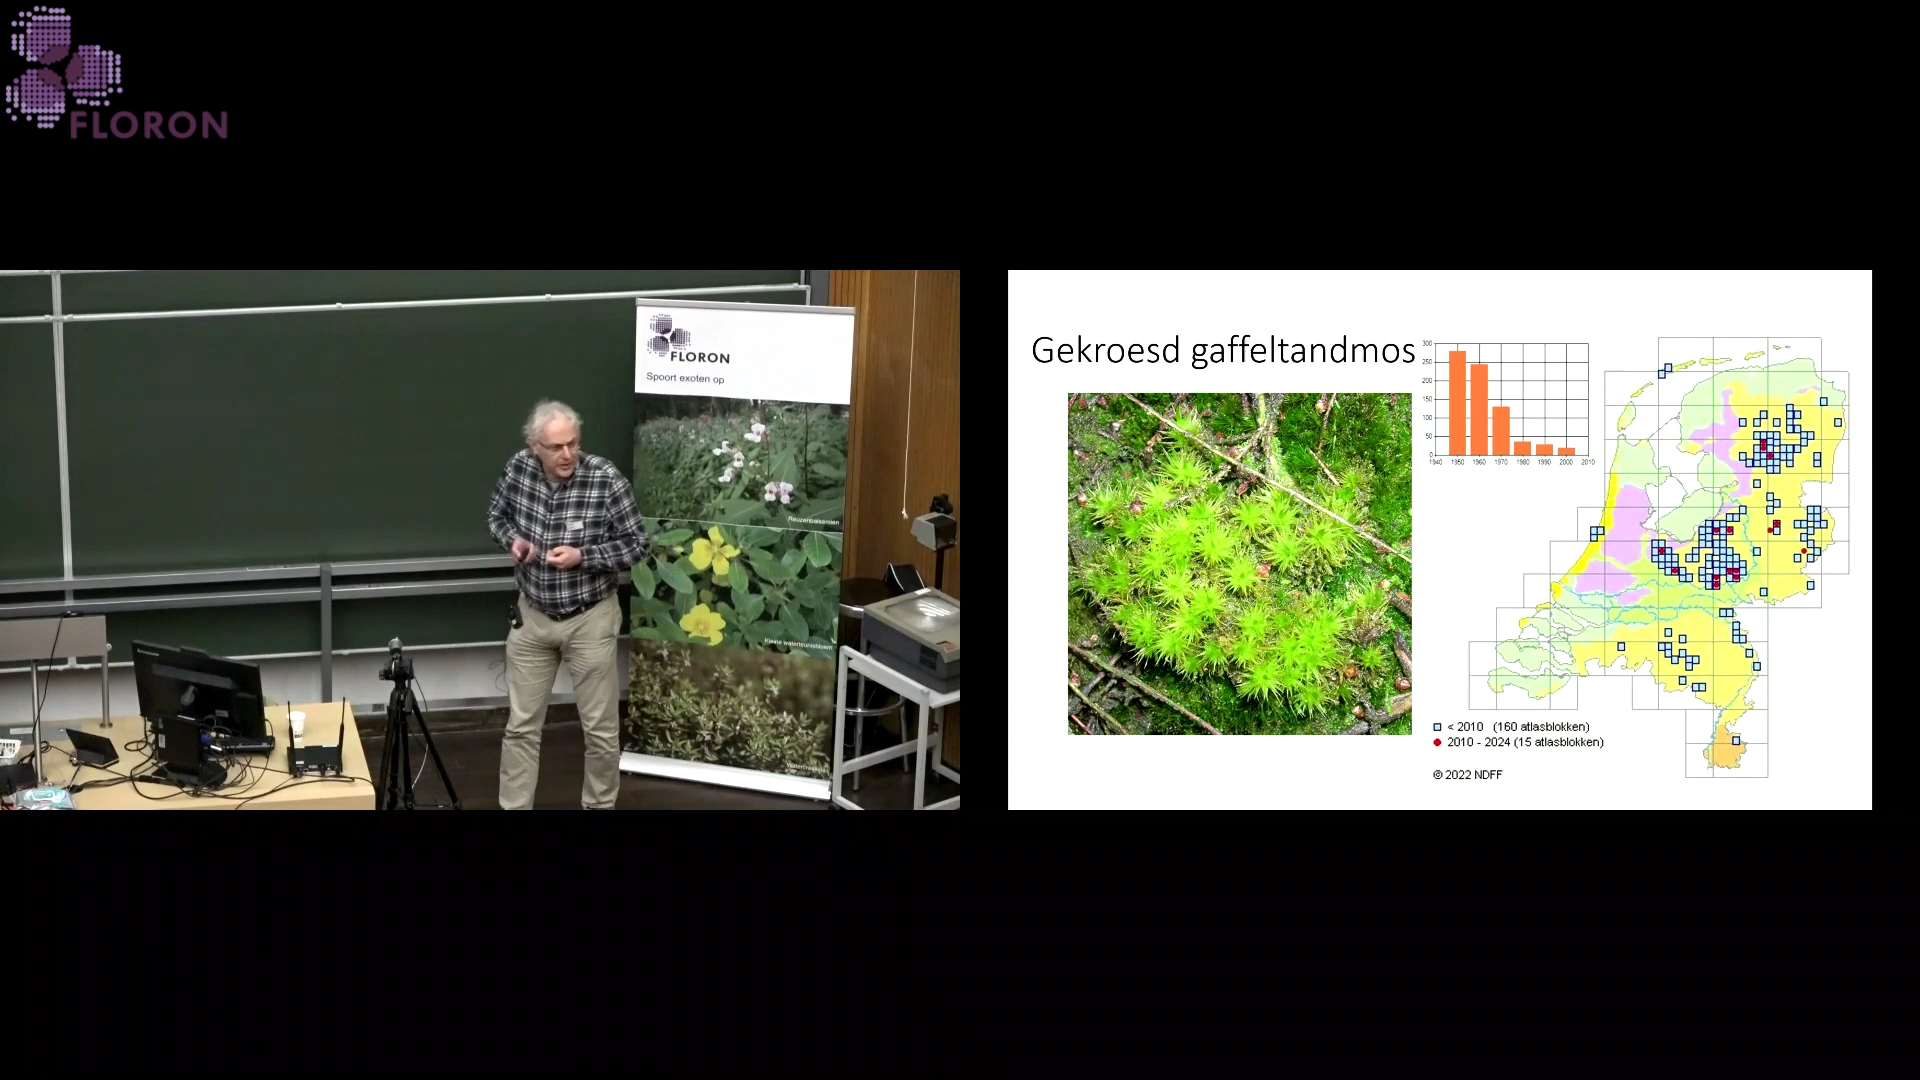 FLORON
FLORON
Spoort exoten op
Reuzenbalsemien
Kleine waterteunisbloem
Gekroesd gaffeltandmos
300
250
200
150
100
50
0
1940 1950 1960 1970 1980 1990 2000 2010
< 2010 (160 atlasblokken)
2010 - 2024 (15 atlasblokken)
© 2022 NDFF